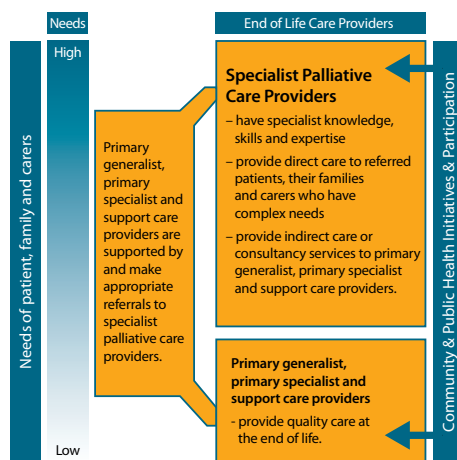 Needs
End of Life Care Providers
Needs of patient, family and carers
High
Low
Primary
generalist,
primary
specialist and
support care
providers are
supported by
and make
appropriate
referrals to
specialist
palliative care
providers.
Specialist Palliative
Care Providers
– have specialist knowledge,
skills and expertise
– provide direct care to referred
patients, their families
and carers who have
complex needs
– provide indirect care or
consultancy services to primary
generalist, primary specialist
and support care providers.
Primary generalist,
primary specialist and
support care providers
- provide quality care at
the end of life.
Community & Public Health Initiatives & Participation